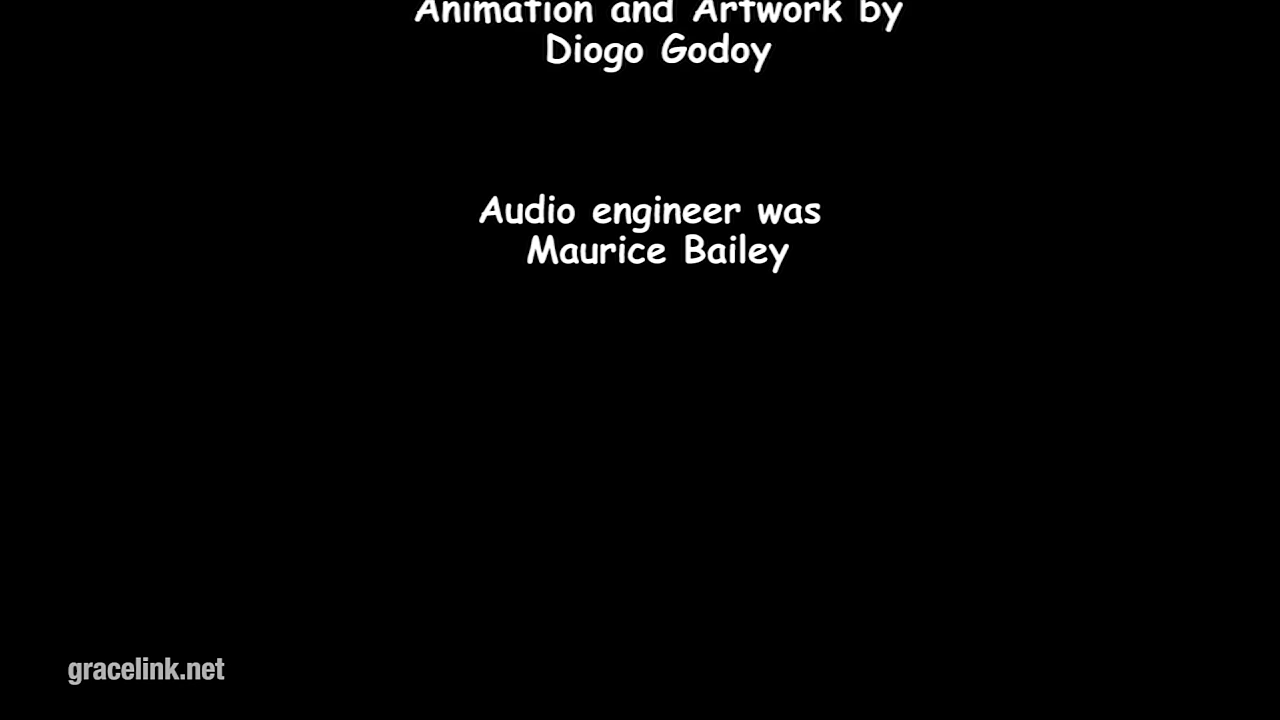 Animation and Artwork by
Diogo Godoy
Audio engineer was
Maurice Bailey
gracelink.net